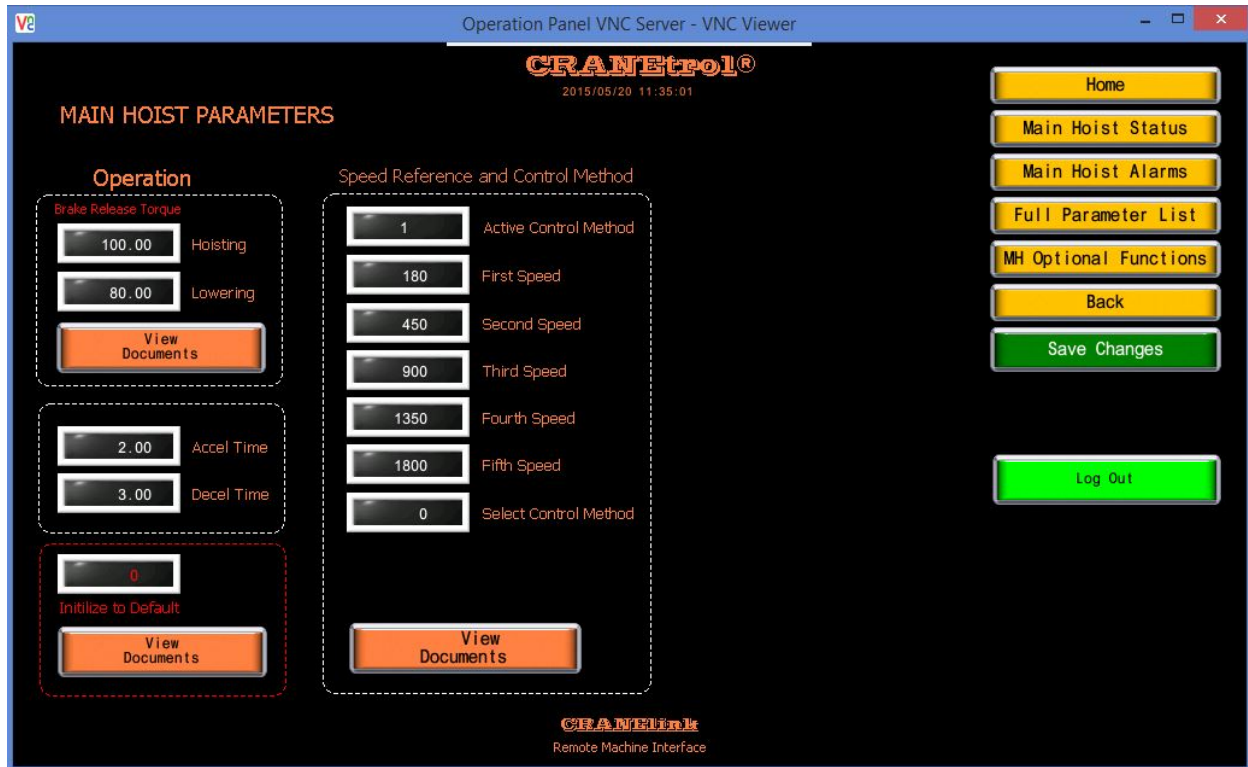 Operation Panel VNC Server - VNC Viewer
CRANEtrol®
2015/05/20 11:35:01
MAIN HOIST PARAMETERS
Operation
Brake Release Torque
100.00 Hoisting
80.00 Lowering
View
Documents
2.00 Accel Time
3.00 Decel Time
0
Initilize to Default
View
Documents
Speed Reference and Control Method
1 Active Control Method
180 First Speed
450 Second Speed
900 Third Speed
1350 Fourth Speed
1800 Fifth Speed
0 Select Control Method
View
Documents
Home
Main Hoist Status
Main Hoist Alarms
Full Parameter List
MH Optional Functions
Back
Save Changes
Log Out
CRANElink
Remote Machine Interface